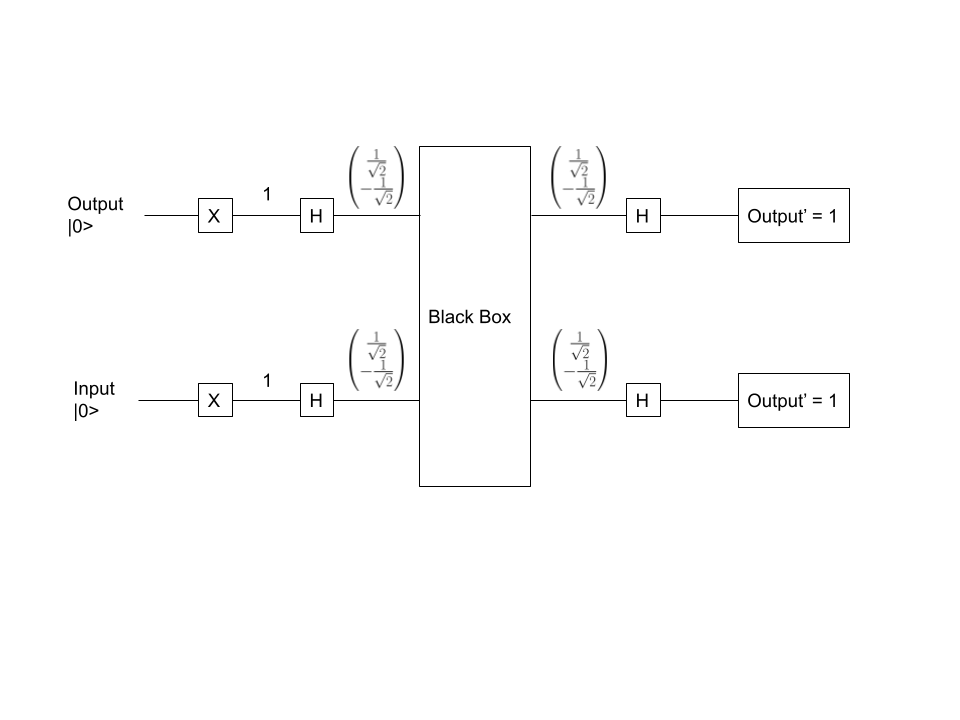 Output
|0>
X
1
H
(1/√2
-1/√2)
Black Box
(1/√2
-1/√2)
H
Output’ = 1
Input
|0>
X
1
H
(1/√2
-1/√2)
(1/√2
-1/√2)
H
Output’ = 1